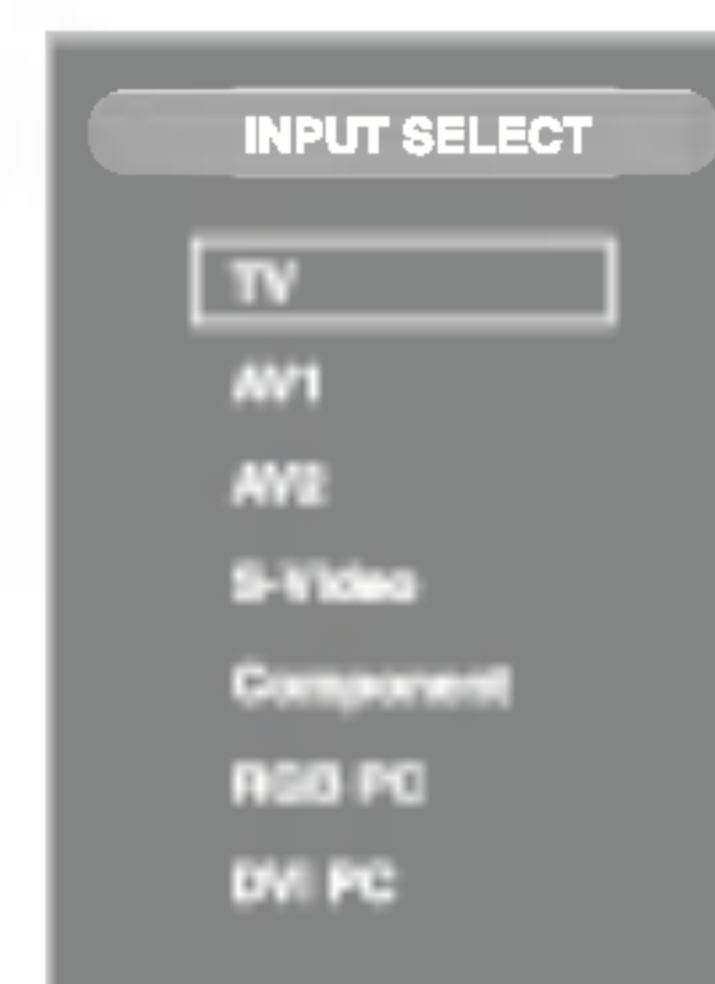 INPUT SELECT
TV
AV1
AV2
S-Video
Component
RGB PC
DVI PC